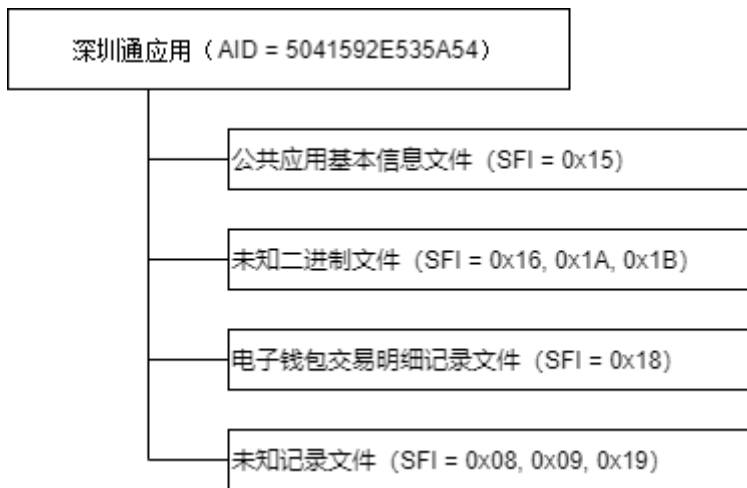 深圳通应用（AID = 5041592E535A54）
公共应用基本信息文件（SFI = 0x15）
未知二进制文件（SFI = 0x16, 0x1A, 0x1B）
电子钱包交易明细记录文件（SFI = 0x18）
未知记录文件（SFI = 0x08, 0x09, 0x19）